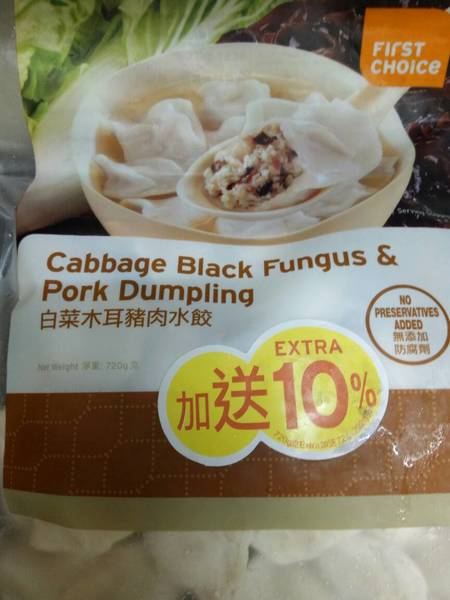 FIRST
CHOICE
Cabbage Black Fungus &
Pork Dumpling
白菜木耳豬肉水餃
Net Weight 淨重: 720g 克
NO
PRESERVATIVES
ADDED
無添加
防腐劑
EXTRA
加送10%